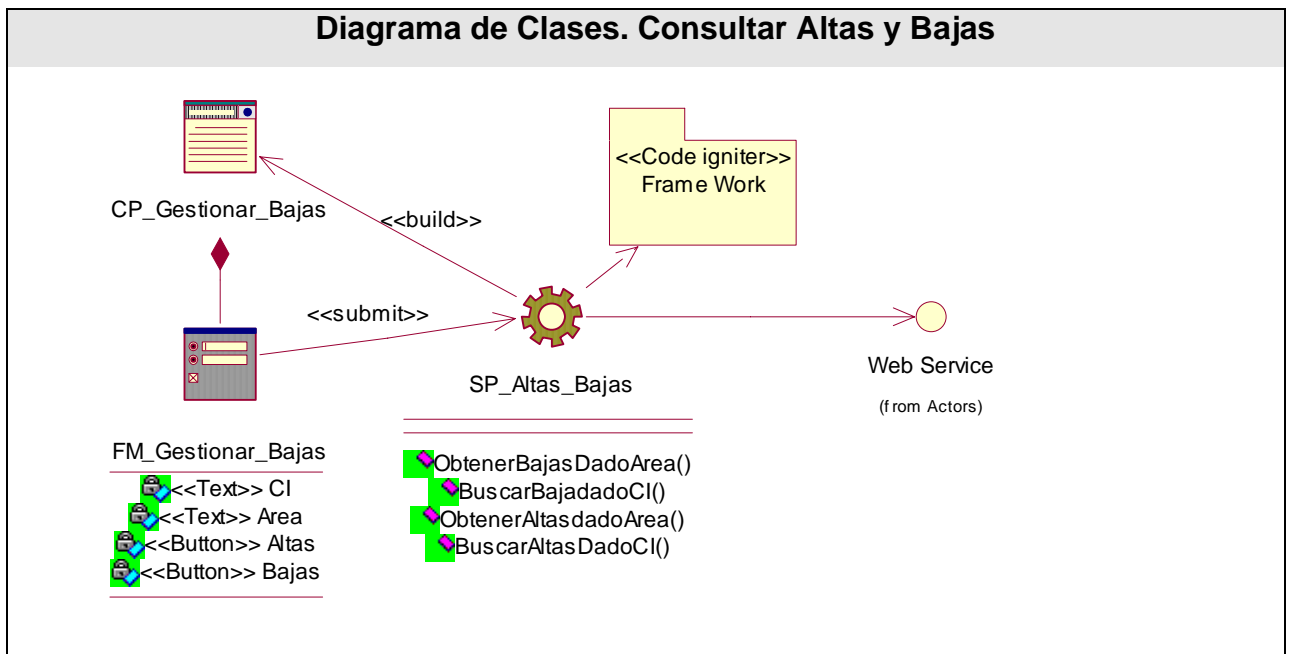 Diagrama de Clases. Consultar Altas y Bajas
<<Code igniter>>
Frame Work
CP_Gestionar_Bajas
<<build>>
<<submit>>
Web Service
(from Actors)
SP_Altas_Bajas
FM_Gestionar_Bajas
<<Text>> CI
<<Text>> Area
<<Button>> Altas
<<Button>> Bajas
ObtenerBajasDadoArea()
BuscarBajadadoCI()
ObtenerAltasdadoArea()
BuscarAltasDadoCI()